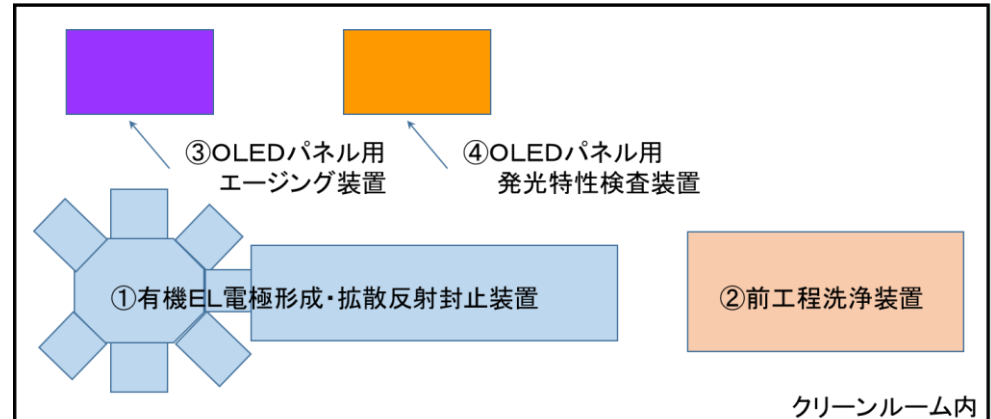 ③OLEDパネル用
エージング装置
④OLEDパネル用
発光特性検査装置
①有機EL電極形成・拡散反射封止装置
②前工程洗浄装置
クリーンルーム内